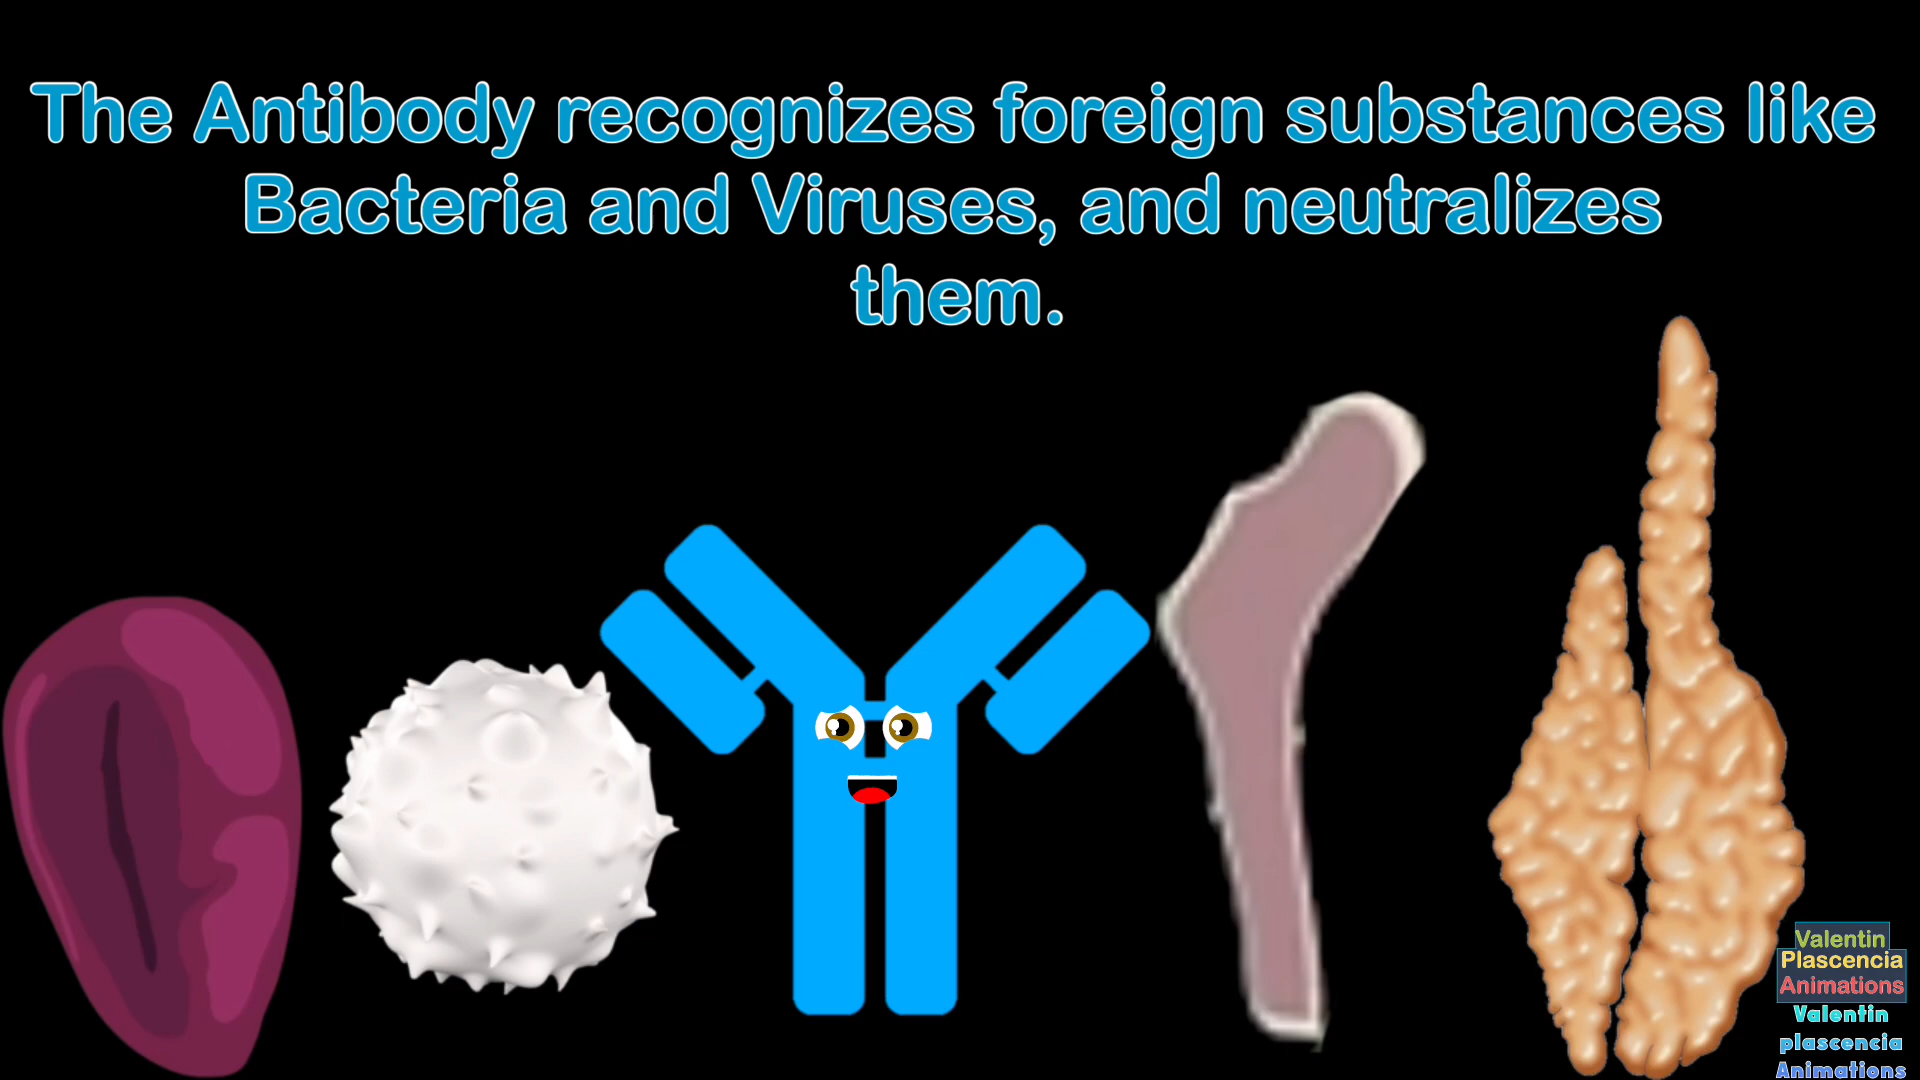 The Antibody recognizes foreign substances like
Bacteria and Viruses, and neutralizes
them.
Valentin
Plascencia
Animations
Valentin
plascencia
Animations